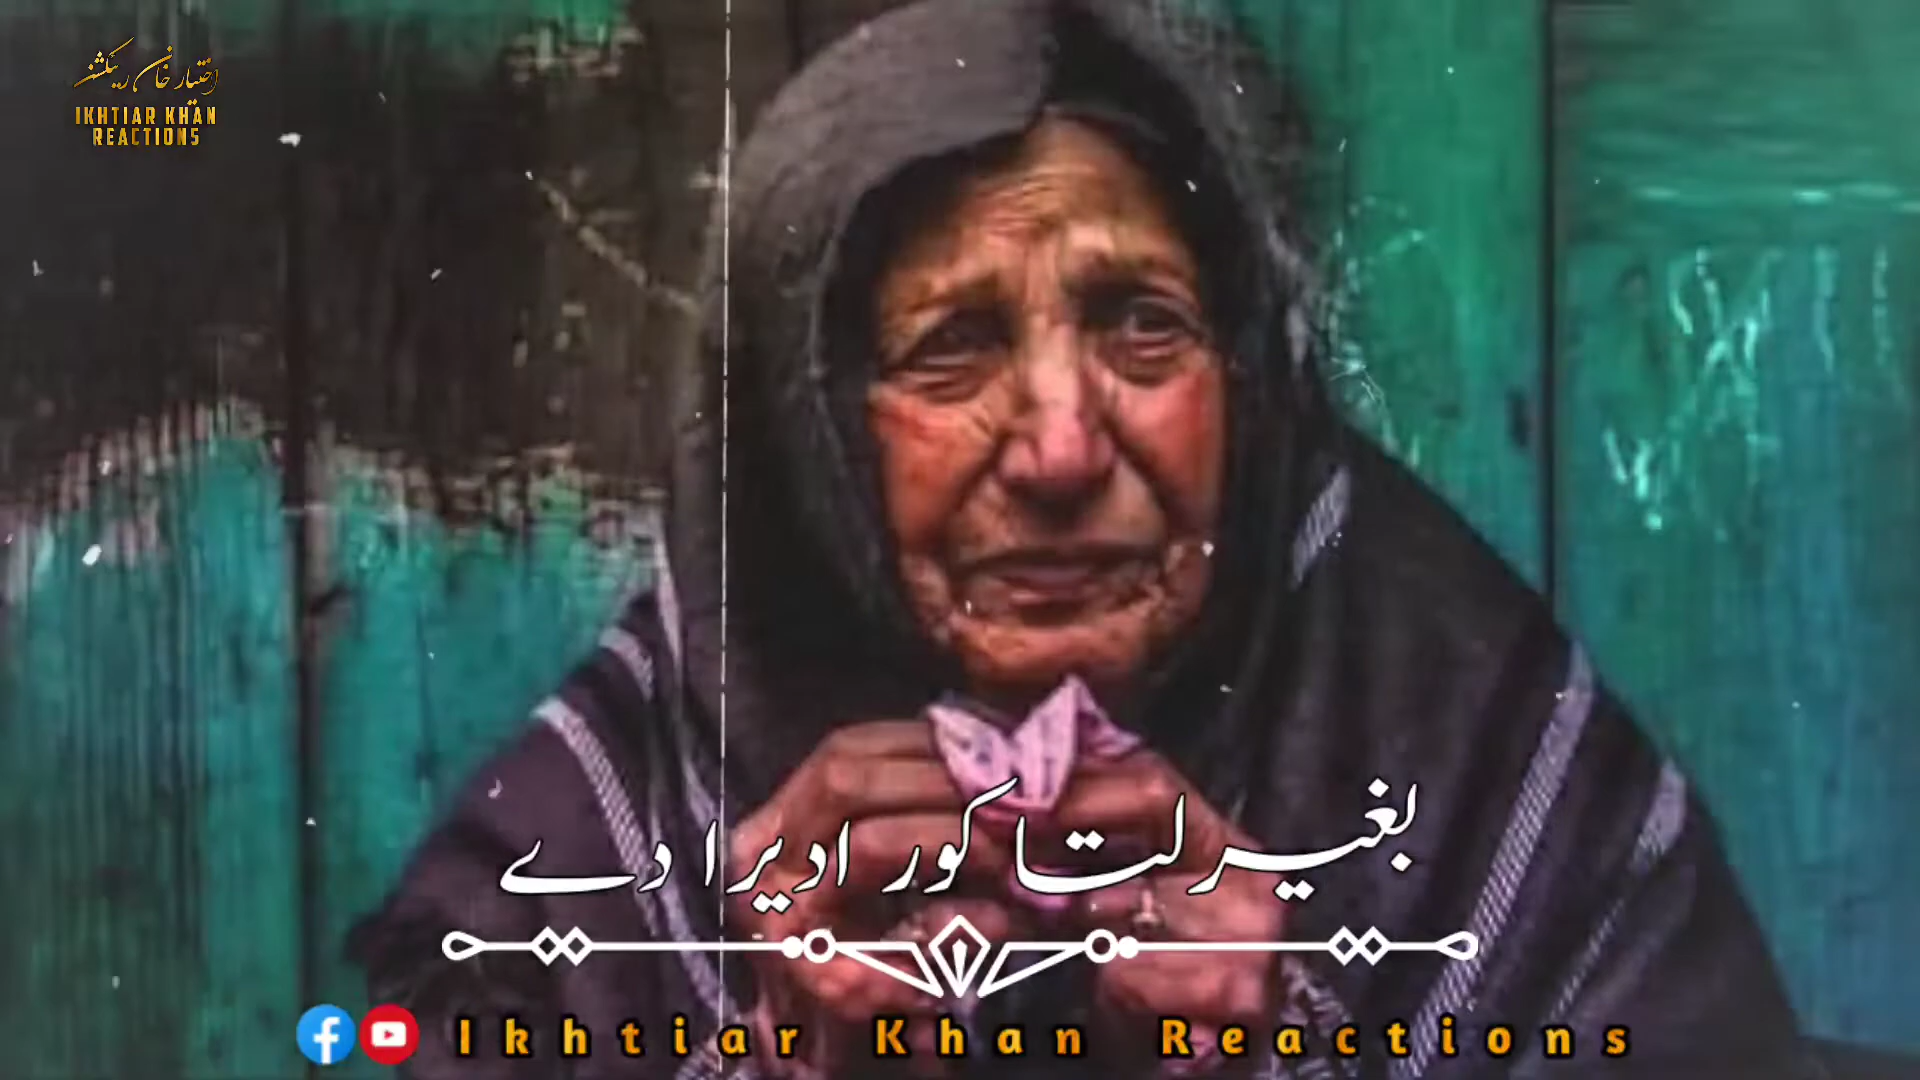 اختیار خان ریکشنز
IKHTIAR KHAN
REACTIONS
بغیر لتا کور ادیرا دے
Ikhtiar Khan Reactions